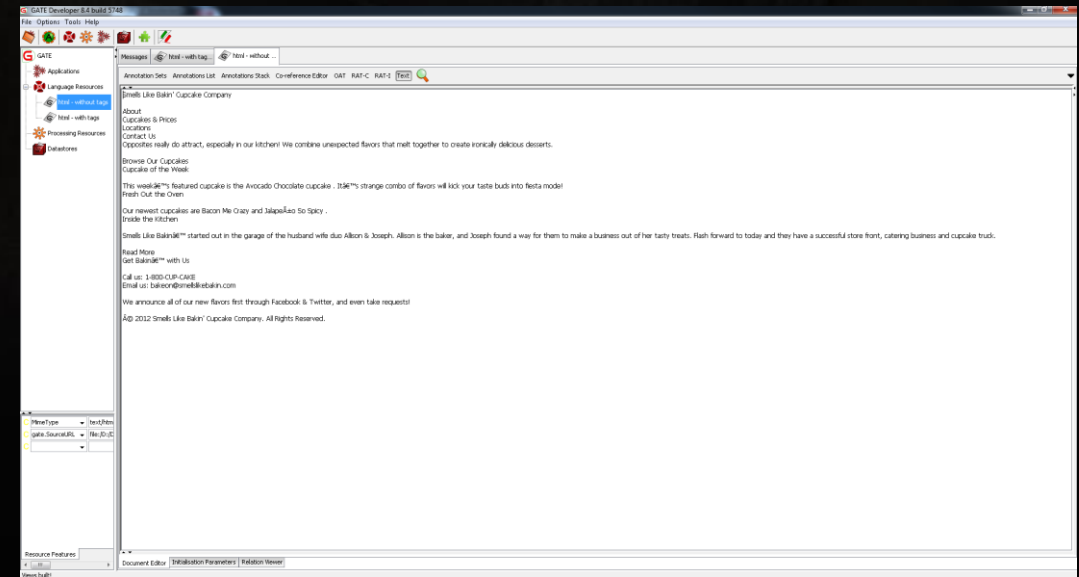 GATE Developer 8.4 build 5748
File Options Tools Help
GATE
Applications
Language Resources
html - without tags
html - with tags
Processing Resources
Datastores
Messages html - with tag... html - without ...
Annotation Sets Annotations List Annotations Stack Co-reference Editor OAT RAT-C RAT-I Text
Smells Like Bakin' Cupcake Company
About
Cupcakes & Prices
Locations
Contact Us
Opposites really do attract, especially in our kitchen! We combine unexpected flavors that melt together to create ironically delicious desserts.
Browse Our Cupcakes
Cupcake of the Week
This weekâ€™s featured cupcake is the Avocado Chocolate cupcake . Itâ€™s strange combo of flavors will kick your taste buds into fiesta mode!
Fresh Out the Oven
Our newest cupcakes are Bacon Me Crazy and JalapeÃ±o So Spicy .
Inside the Kitchen
Smells Like Bakinâ€™ started out in the garage of the husband wife duo Allison & Joseph. Allison is the baker, and Joseph found a way for them to make a business out of her tasty treats. Flash forward to today and they have a successful store front, catering business and cupcake truck.
Read More
Get Bakinâ€™ with Us
Call us: 1-800-CUP-CAKE
Email us: bakeon@smellslikebakin.com
We announce all of our new flavors first through Facebook & Twitter, and even take requests!
Â© 2012 Smells Like Bakin' Cupcake Company. All Rights Reserved.
MimeType text/htm
gate.SourceURL file:/D:/D
Resource Features
Document Editor Initialisation Parameters Relation Viewer
Views built!